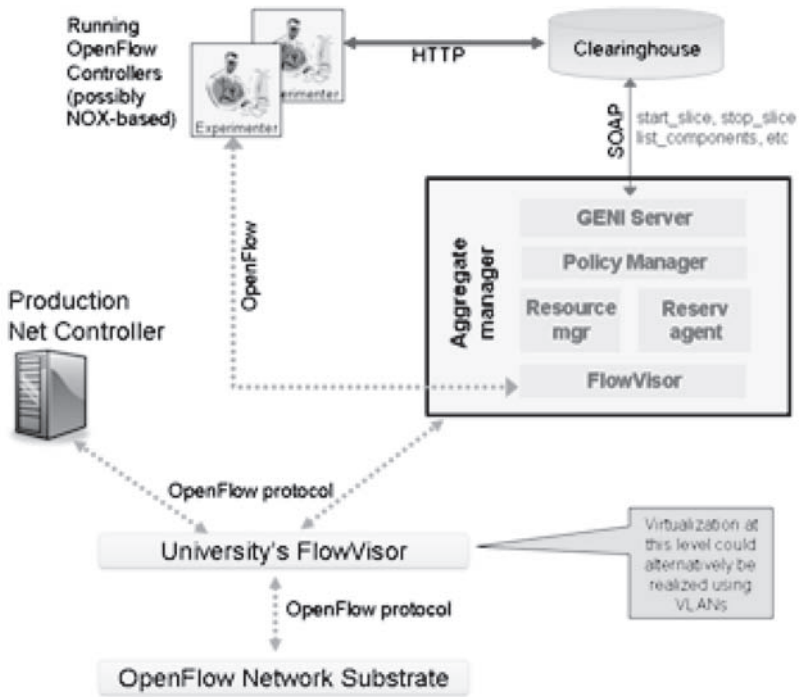 Running
OpenFlow
Controllers
(possibly
NOX-based)
Experimenter
erimenter
HTTP
Clearinghouse
SOAP
start_slice, stop_slice
list_components, etc
OpenFlow
Aggregate
manager
GENI Server
Policy Manager
Resource
mgr
Reserv
agent
FlowVisor
Production
Net Controller
OpenFlow protocol
University's FlowVisor
Virtualization at
this level could
alternatively be
realized using
VLANs
OpenFlow protocol
OpenFlow Network Substrate